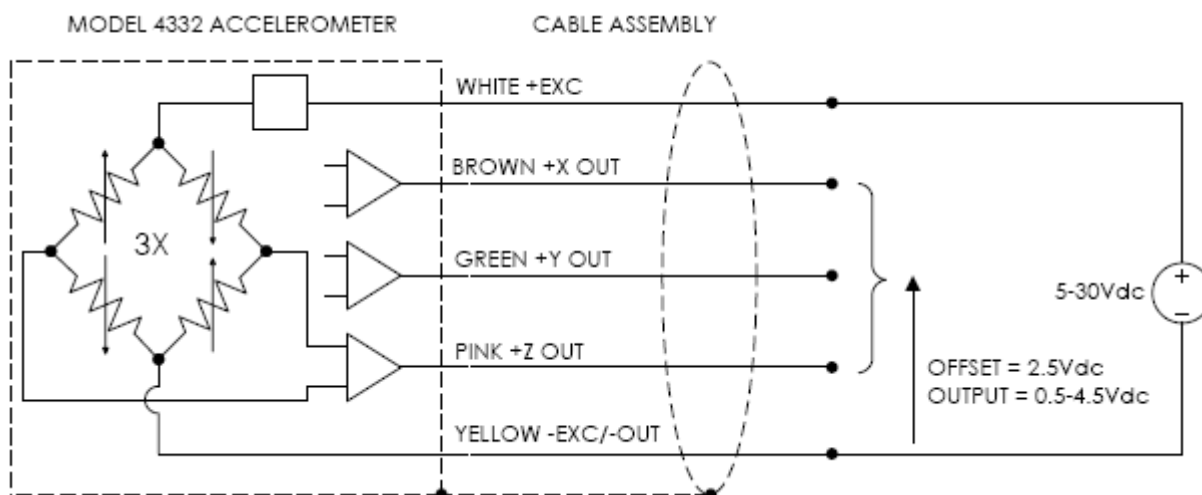 MODEL 4332 ACCELEROMETER
CABLE ASSEMBLY
WHITE +EXC
BROWN +X OUT
3X
GREEN +Y OUT
5-30Vdc
+
−
PINK +Z OUT
OFFSET = 2.5Vdc
OUTPUT = 0.5-4.5Vdc
YELLOW -EXC/-OUT